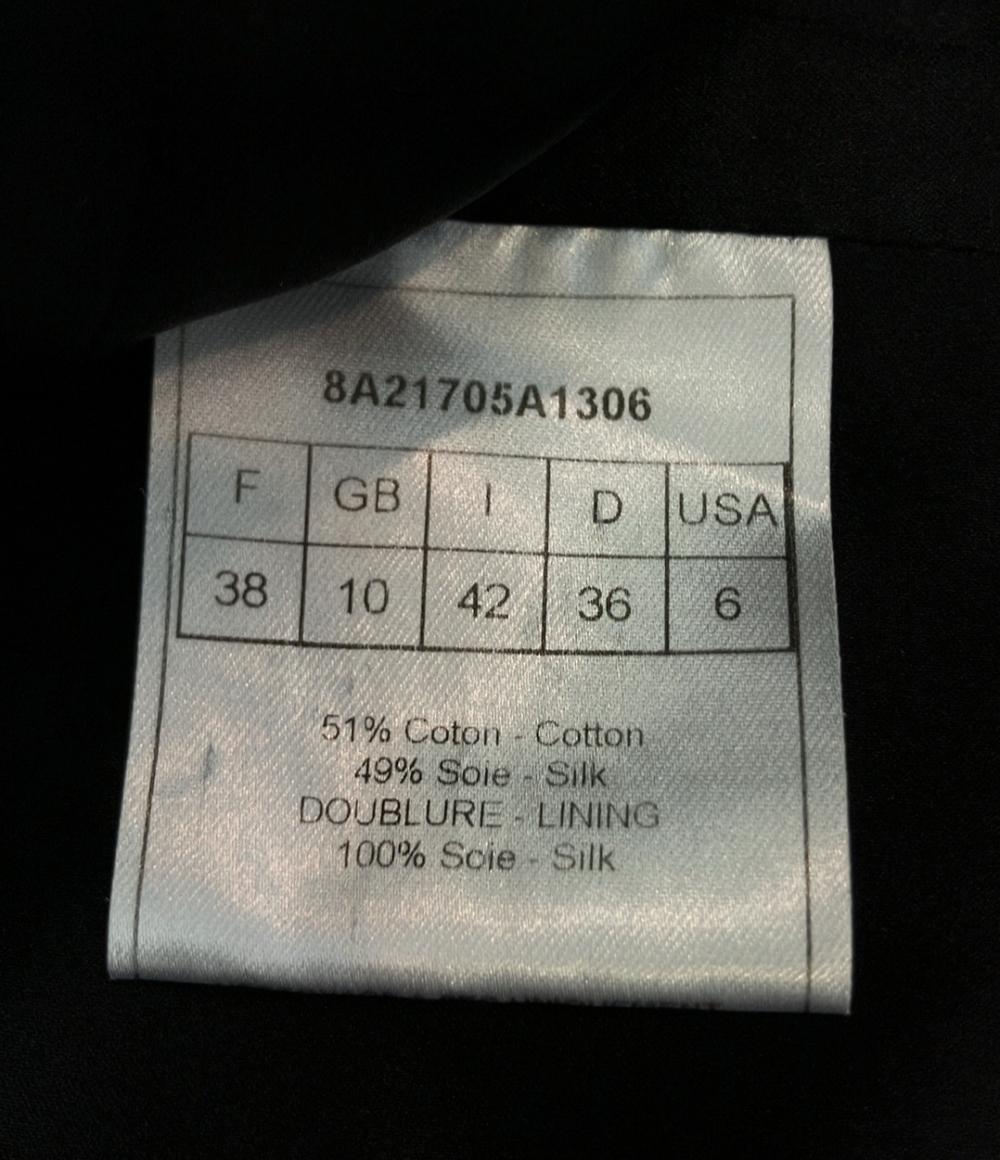 8A21705A1306
F GB I D USA
38 10 42 36 6
51% Coton - Cotton
49% Soie - Silk
DOUBLURE - LINING
100% Soie - Silk